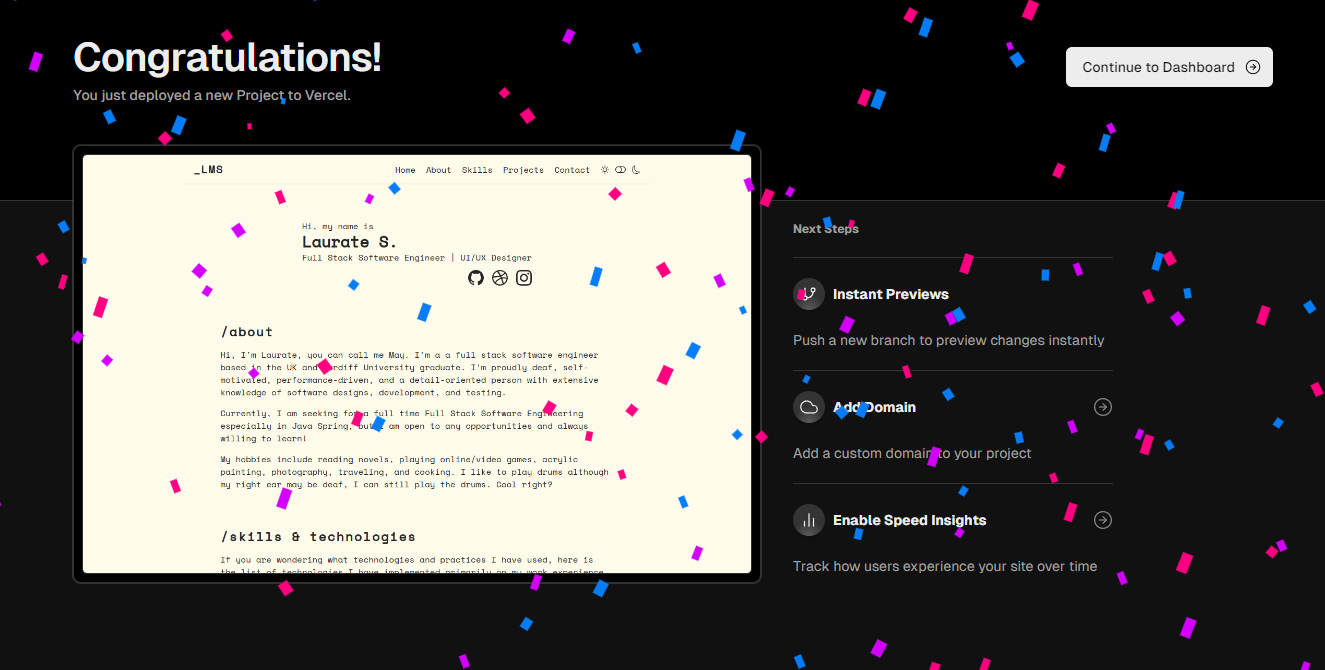 Congratulations!
You just deployed a new Project to Vercel.
Continue to Dashboard
_LMS
Home About Skills Projects Contact
Hi, my name is
Laurate S.
Full Stack Software Engineer | UI/UX Designer
/about
Hi, I'm Laurate, you can call me May. I'm a a full stack software engineer
based in the UK and Cardiff University graduate. I'm proudly deaf, self-
motivated, performance-driven, and a detail-oriented person with extensive
knowledge of software designs, development, and testing.
Currently, I am seeking for a full time Full Stack Software Engineering
especially in Java Spring, but I am open to any opportunities and always
willing to learn!
My hobbies include reading novels, playing online/video games, acrylic
painting, photography, traveling, and cooking. I like to play drums although
my right ear may be deaf, I can still play the drums. Cool right?
/skills & technologies
If you are wondering what technologies and practices I have used, here is
the list of technologies I have implemented primarily on my work experience
Next Steps
Instant Previews
Push a new branch to preview changes instantly
Add Domain
Add a custom domain to your project
Enable Speed Insights
Track how users experience your site over time